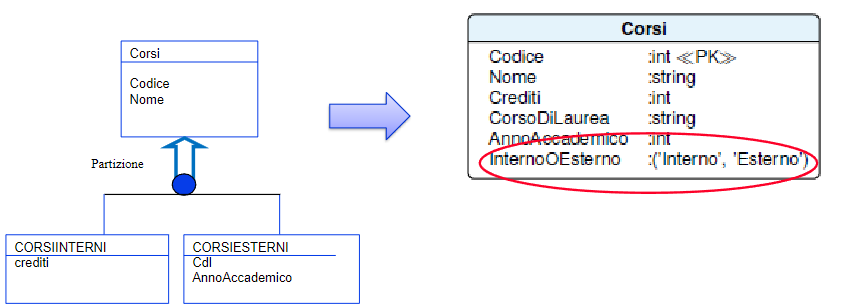 Corsi
Codice
Nome
Partizione
CORSIINTERNI
crediti
CORSIESTERNI
Cdl
AnnoAccademico
Corsi
Codice :int ≪PK≫
Nome :string
Crediti :int
CorsoDiLaurea :string
AnnoAccademico :int
InternoOEsterno :('Interno', 'Esterno')